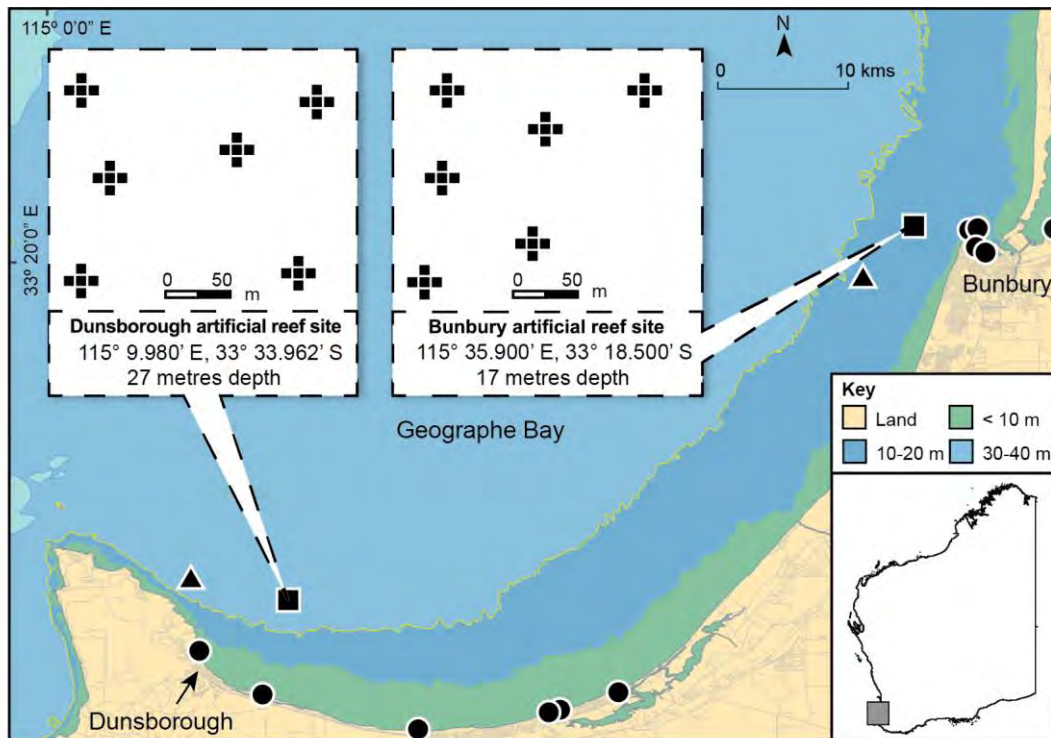 115º 0'0" E
33º 20'0" E
0 50
m
Dunsborough artificial reef site
115° 9.980' E, 33° 33.962' S
27 metres depth
0 50
m
Bunbury artificial reef site
115° 35.900' E, 33° 18.500' S
17 metres depth
N
0 10 kms
Bunbury
Geographe Bay
Dunsborough
Key
Land
< 10 m
10-20 m
30-40 m